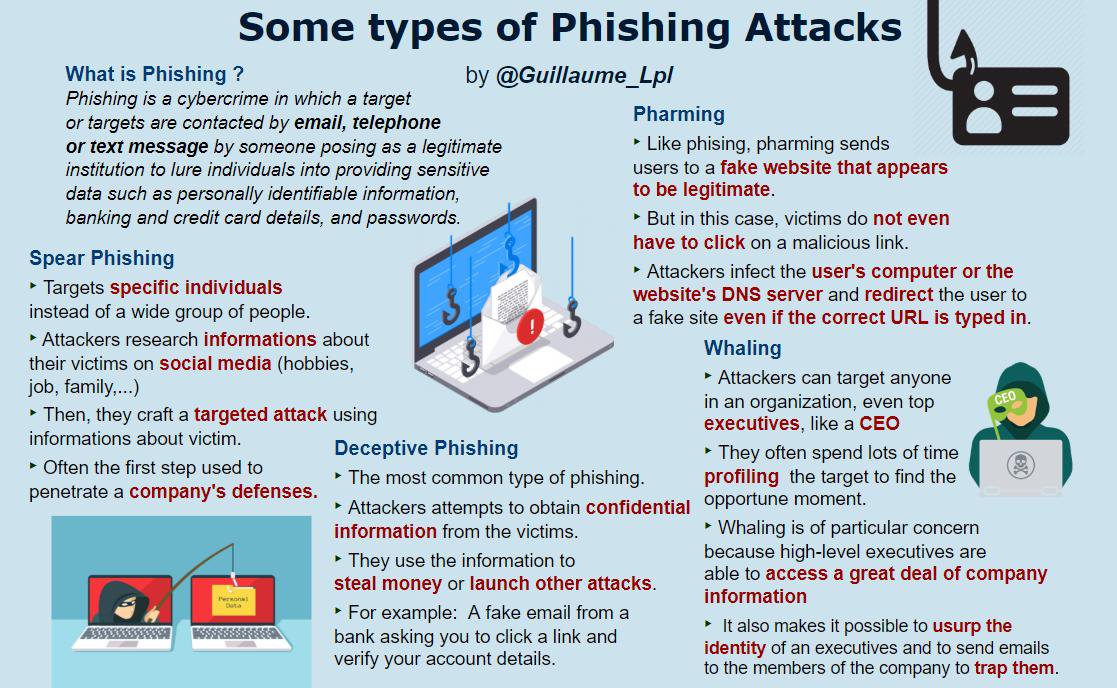 Some types of Phishing Attacks
by @Guillaume_Lpl
What is Phishing ?
Phishing is a cybercrime in which a target
or targets are contacted by email, telephone
or text message by someone posing as a legitimate
institution to lure individuals into providing sensitive
data such as personally identifiable information,
banking and credit card details, and passwords.
Spear Phishing
‣ Targets specific individuals
instead of a wide group of people.
‣ Attackers research informations about
their victims on social media (hobbies,
job, family,...)
‣ Then, they craft a targeted attack using
informations about victim.
‣ Often the first step used to
penetrate a company's defenses.
Personal
Data
!
Deceptive Phishing
‣ The most common type of phishing.
‣ Attackers attempts to obtain confidential
information from the victims.
‣ They use the information to
steal money or launch other attacks.
‣ For example: A fake email from a
bank asking you to click a link and
verify your account details.
Pharming
‣ Like phising, pharming sends
users to a fake website that appears
to be legitimate.
‣ But in this case, victims do not even
have to click on a malicious link.
‣ Attackers infect the user's computer or the
website's DNS server and redirect the user to
a fake site even if the correct URL is typed in.
Whaling
‣ Attackers can target anyone
in an organization, even top
executives, like a CEO
‣ They often spend lots of time
profiling the target to find the
opportune moment.
‣ Whaling is of particular concern
because high-level executives are
able to access a great deal of company
information
‣ It also makes it possible to usurp the
identity of an executives and to send emails
to the members of the company to trap them.
CEO